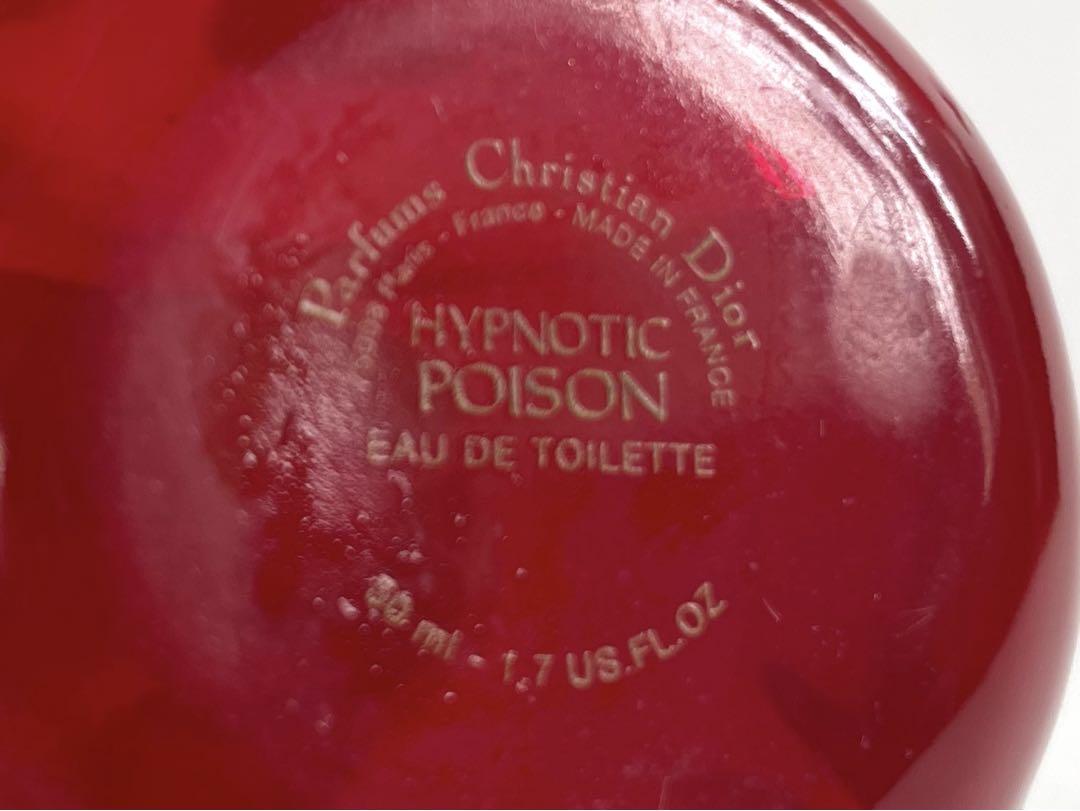 Parfums Christian Dior
Paris - France - MADE IN FRANCE
HYPNOTIC
POISON
EAU DE TOILETTE
ml - 1.7 US.FL.OZ